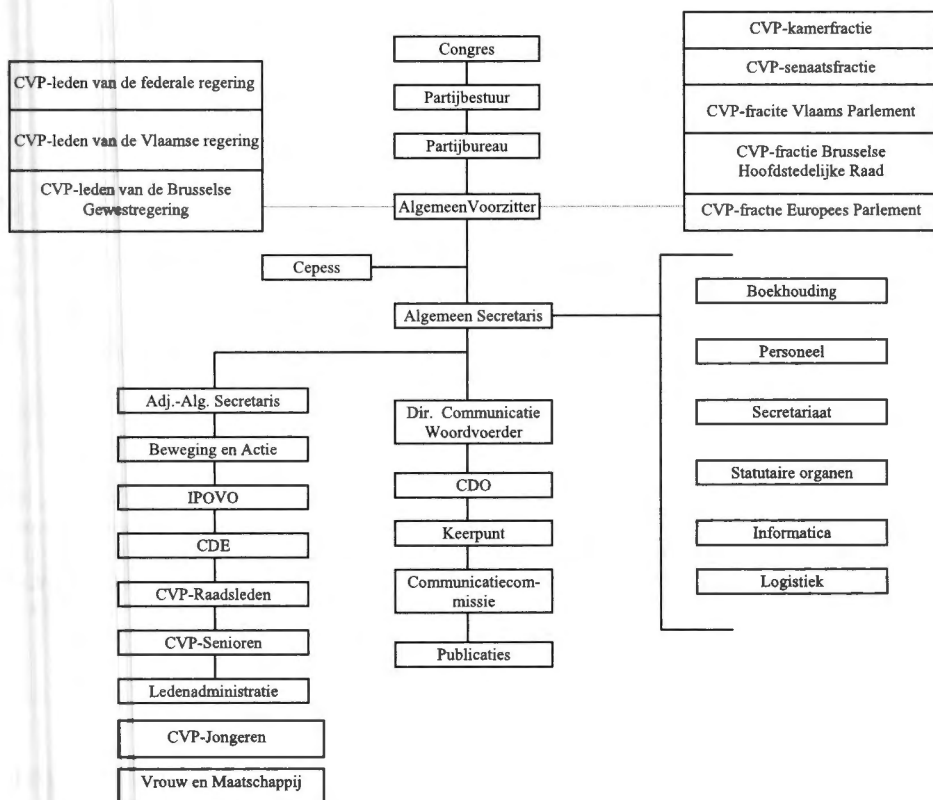 Congres
Partijbestuur
Partijbureau
AlgemeenVoorzitter
CVP-leden van de federale regering
CVP-leden van de Vlaamse regering
CVP-leden van de Brusselse
Gewestregering
CVP-kamerfractie
CVP-senaatsfractie
CVP-fracite Vlaams Parlement
CVP-fractie Brusselse
Hoofdstedelijke Raad
CVP-fractie Europees Parlement
Cepess
Algemeen Secretaris
Boekhouding
Personeel
Secretariaat
Statutaire organen
Informatica
Logistiek
Adj.-Alg. Secretaris
Beweging en Actie
IPOVO
CDE
CVP-Raadsleden
CVP-Senioren
Ledenadministratie
CVP-Jongeren
Vrouw en Maatschappij
Dir. Communicatie
Woordvoerder
CDO
Keerpunt
Communicatiecom-
missie
Publicaties